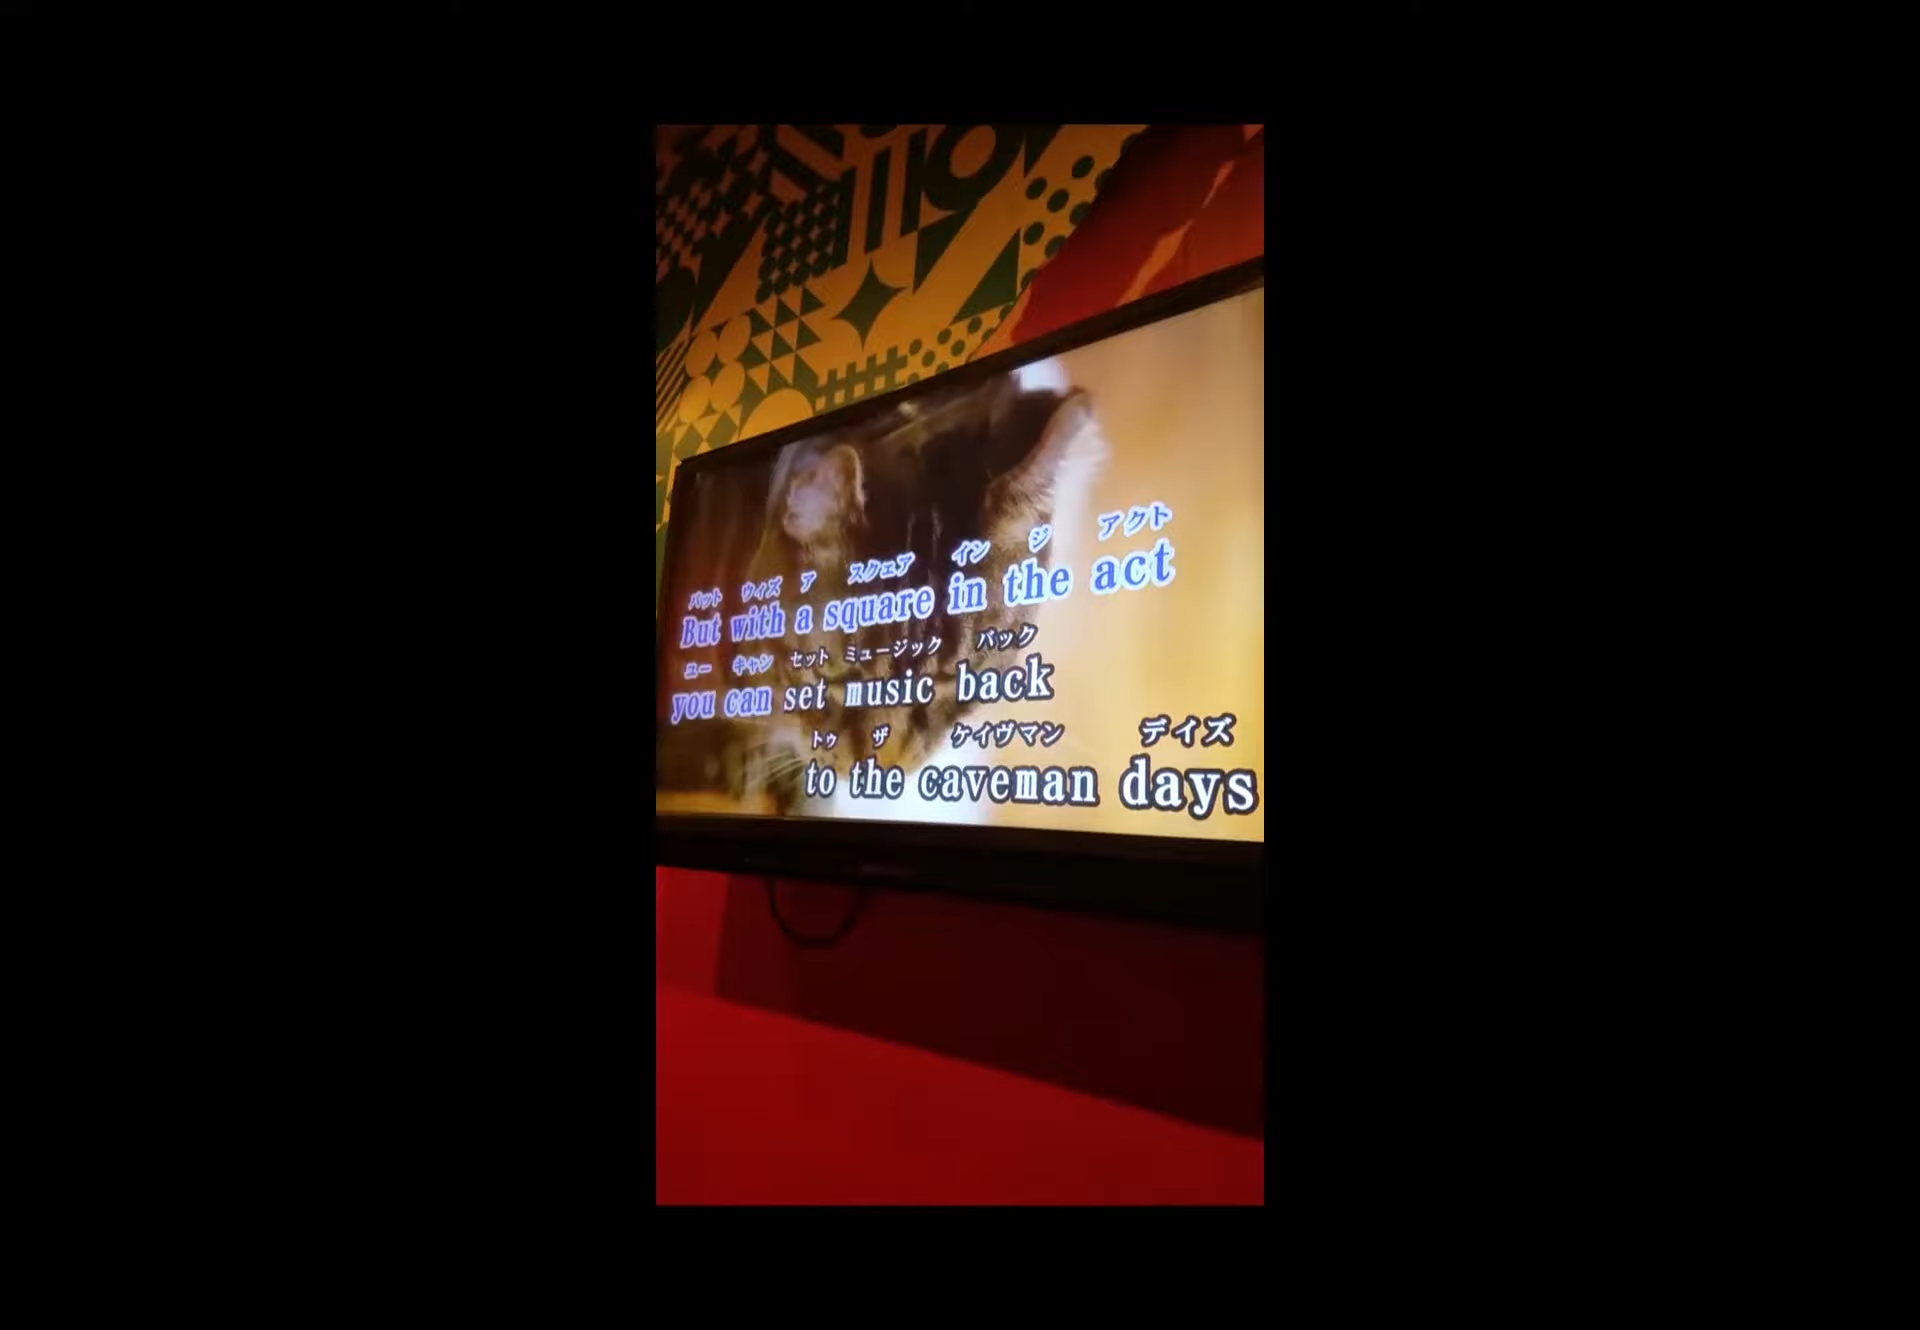 バット ウィズ ア スクェア イン ジ アクト
But with a square in the act
ユー キャン セット ミュージック バック
you can set music back
トゥ ザ ケイヴマン デイズ
to the caveman days